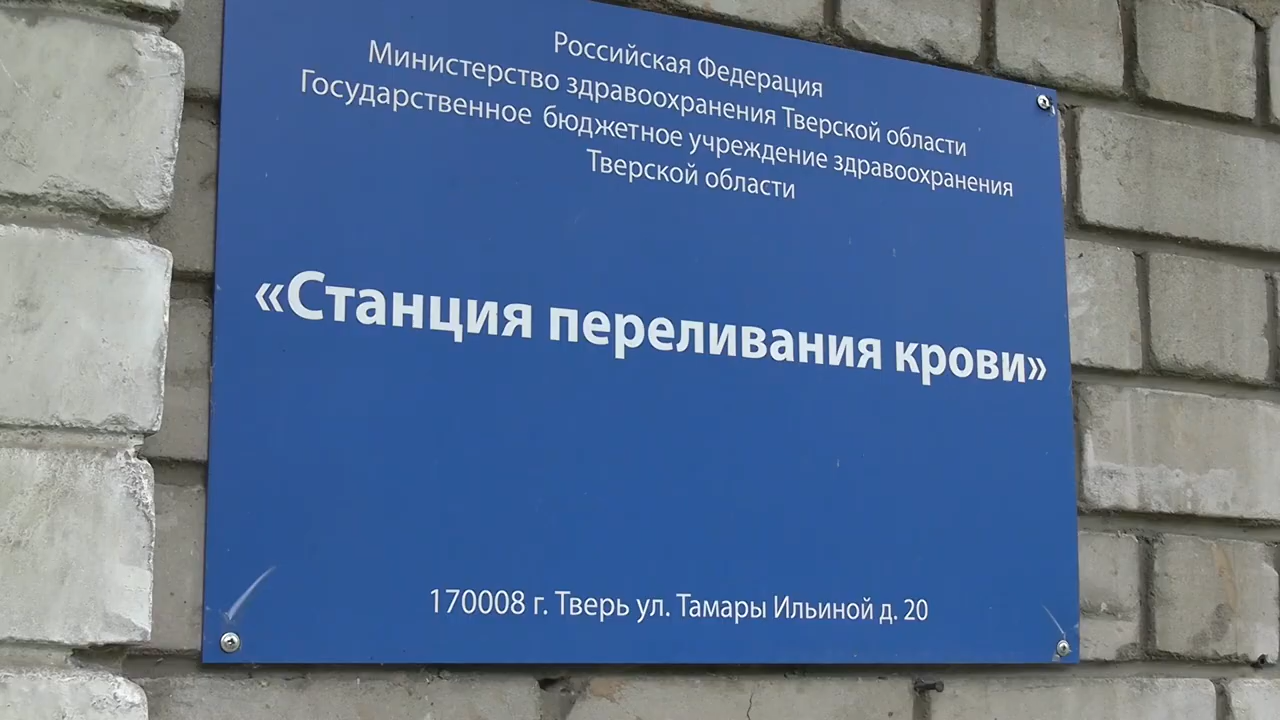 Российская Федерация
Министерство здравоохранения Тверской области
Государственное бюджетное учреждение здравоохранения
Тверской области
«Станция переливания крови»
170008 г. Тверь ул. Тамары Ильиной д. 20